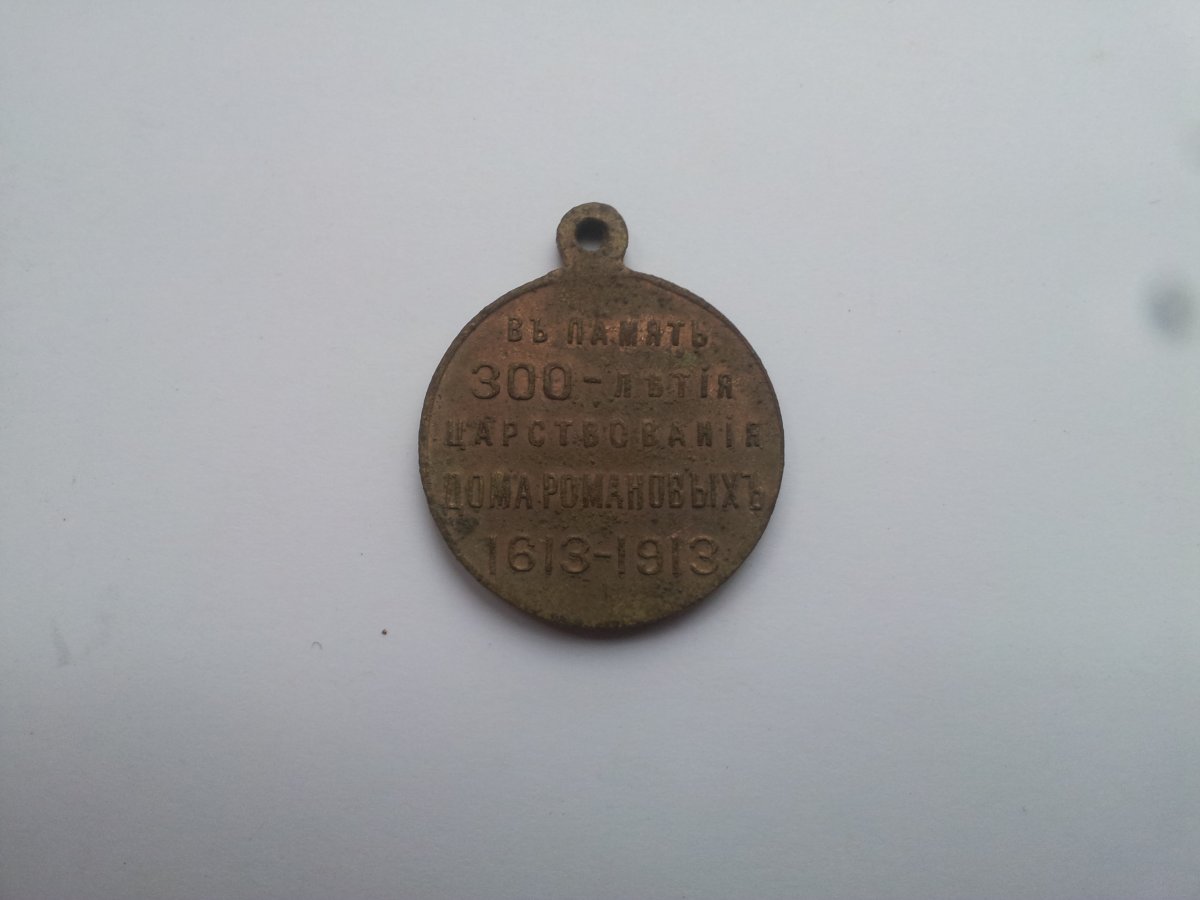 ВЪ ПАМЯТЬ
300-ЛѢТІЯ
ЦАРСТВОВАНІЯ
ДОМА РОМАНОВЫХЪ
1613-1913